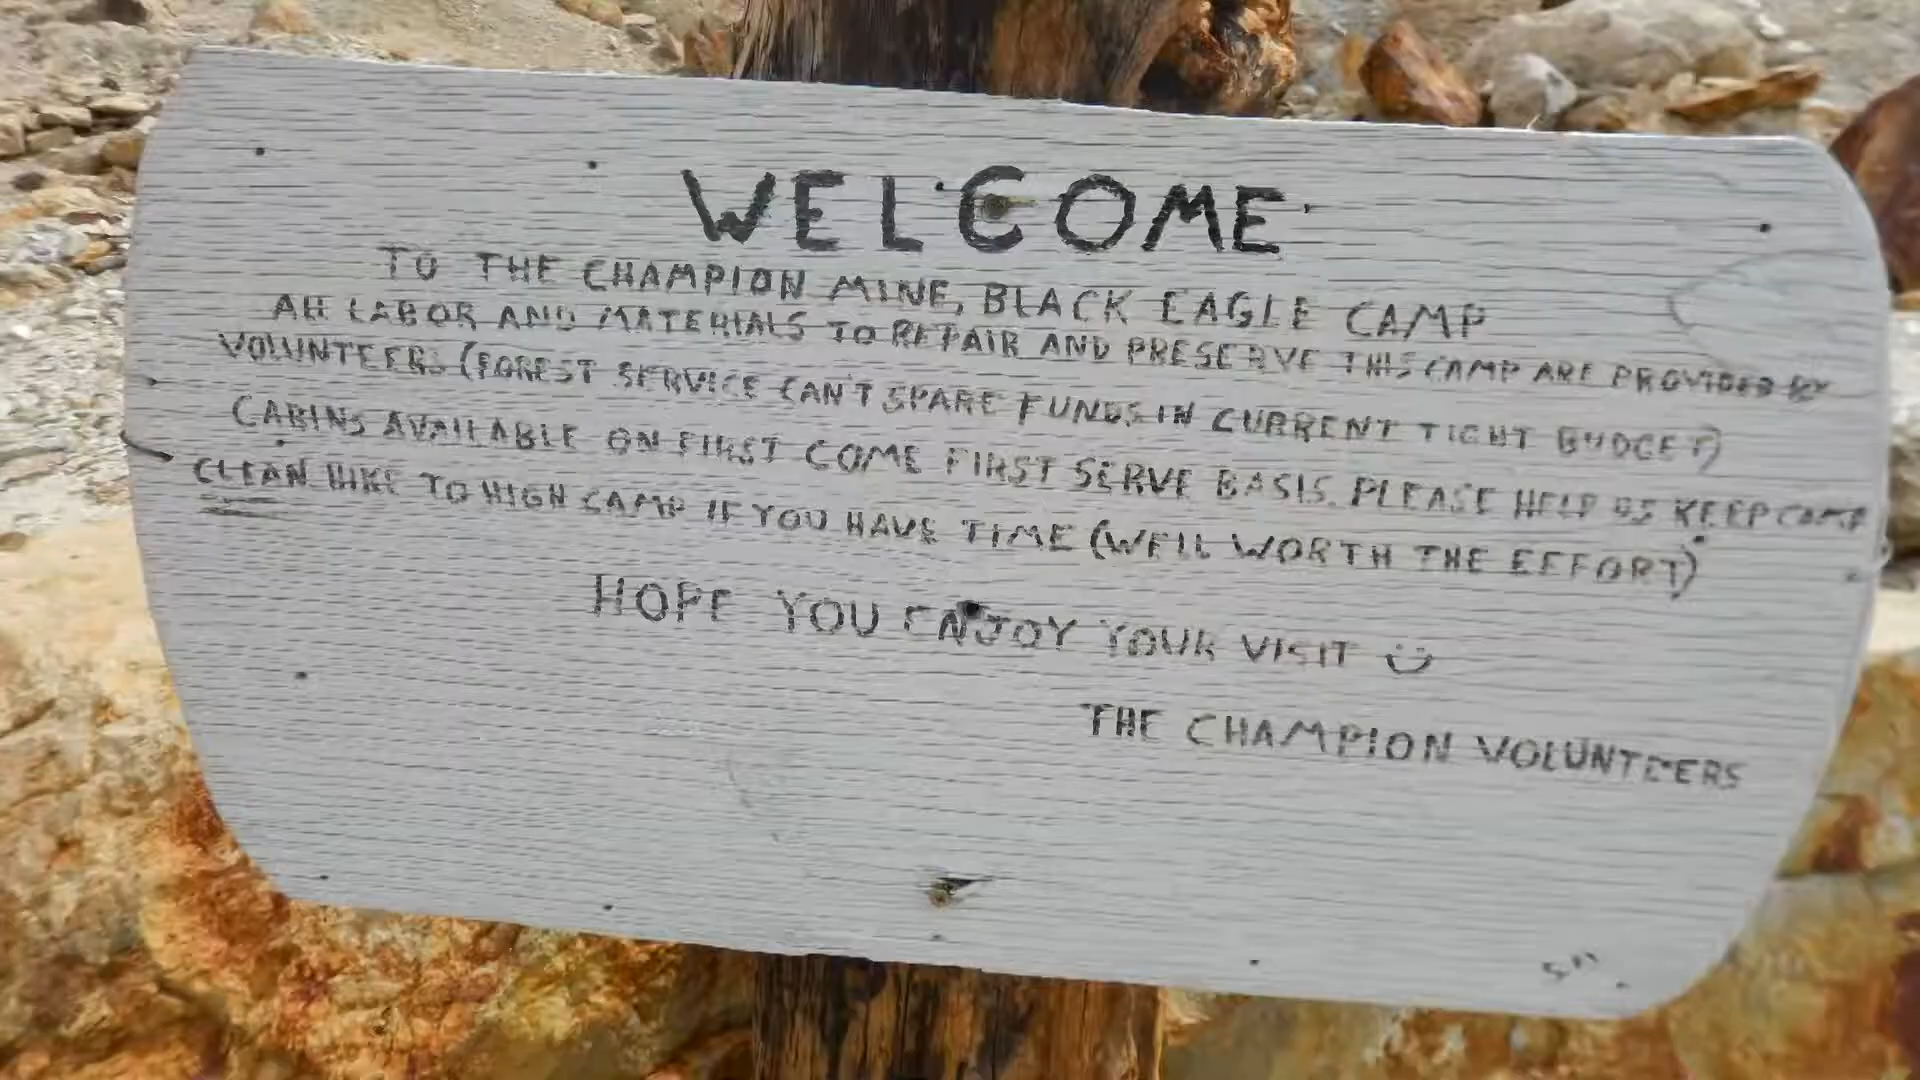 WELCOME
TO THE CHAMPION MINE, BLACK EAGLE CAMP
ALL LABOR AND MATERIALS TO REPAIR AND PRESERVE THIS CAMP ARE PROVIDED BY
VOLUNTEERS (FOREST SERVICE CAN'T SPARE FUNDS IN CURRENT TIGHT BUDGET)
CABINS AVAILABLE ON FIRST COME FIRST SERVE BASIS. PLEASE HELP US KEEP CAMP
CLEAN HIKE TO HIGH CAMP IF YOU HAVE TIME (WELL WORTH THE EFFORT)
HOPE YOU ENJOY YOUR VISIT
THE CHAMPION VOLUNTEERS